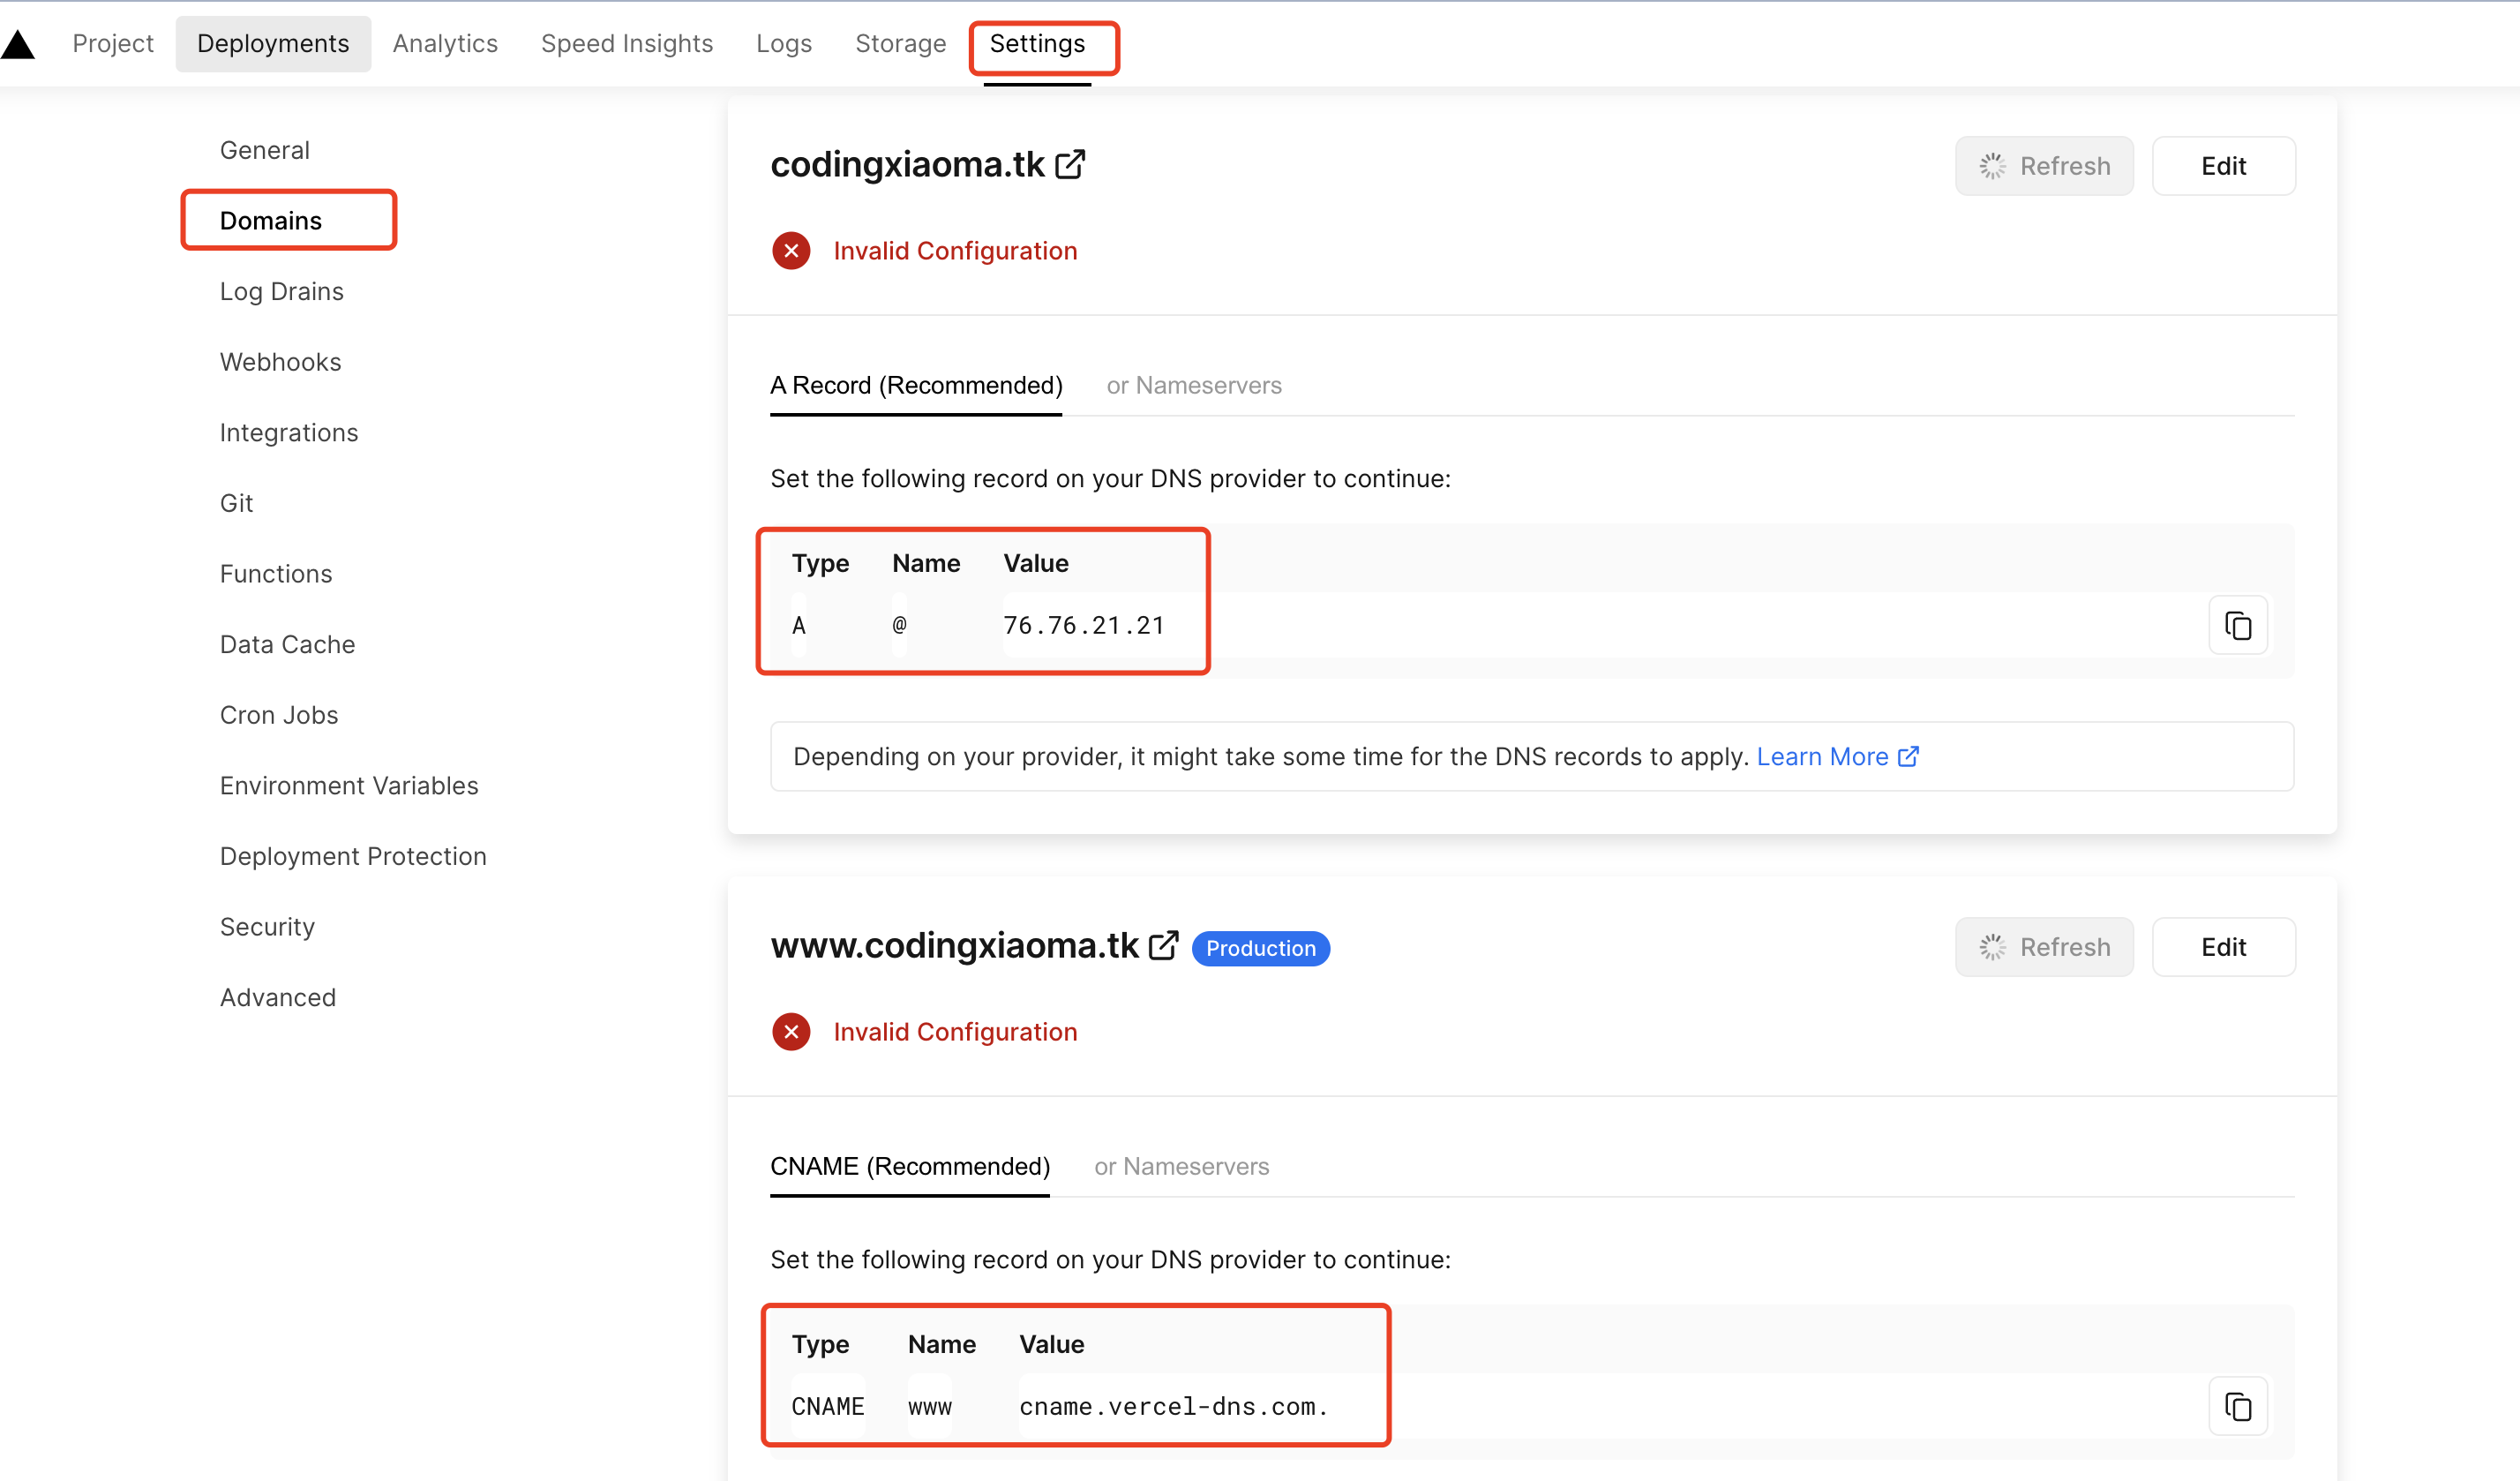 Project Deployments Analytics Speed Insights Logs Storage Settings
General
Domains
Log Drains
Webhooks
Integrations
Git
Functions
Data Cache
Cron Jobs
Environment Variables
Deployment Protection
Security
Advanced
codingxiaoma.tk Refresh Edit
Invalid Configuration
A Record (Recommended) or Nameservers
Set the following record on your DNS provider to continue:
Type Name Value
A @ 76.76.21.21
Depending on your provider, it might take some time for the DNS records to apply. Learn More
www.codingxiaoma.tk Production Refresh Edit
Invalid Configuration
CNAME (Recommended) or Nameservers
Set the following record on your DNS provider to continue:
Type Name Value
CNAME www cname.vercel-dns.com.